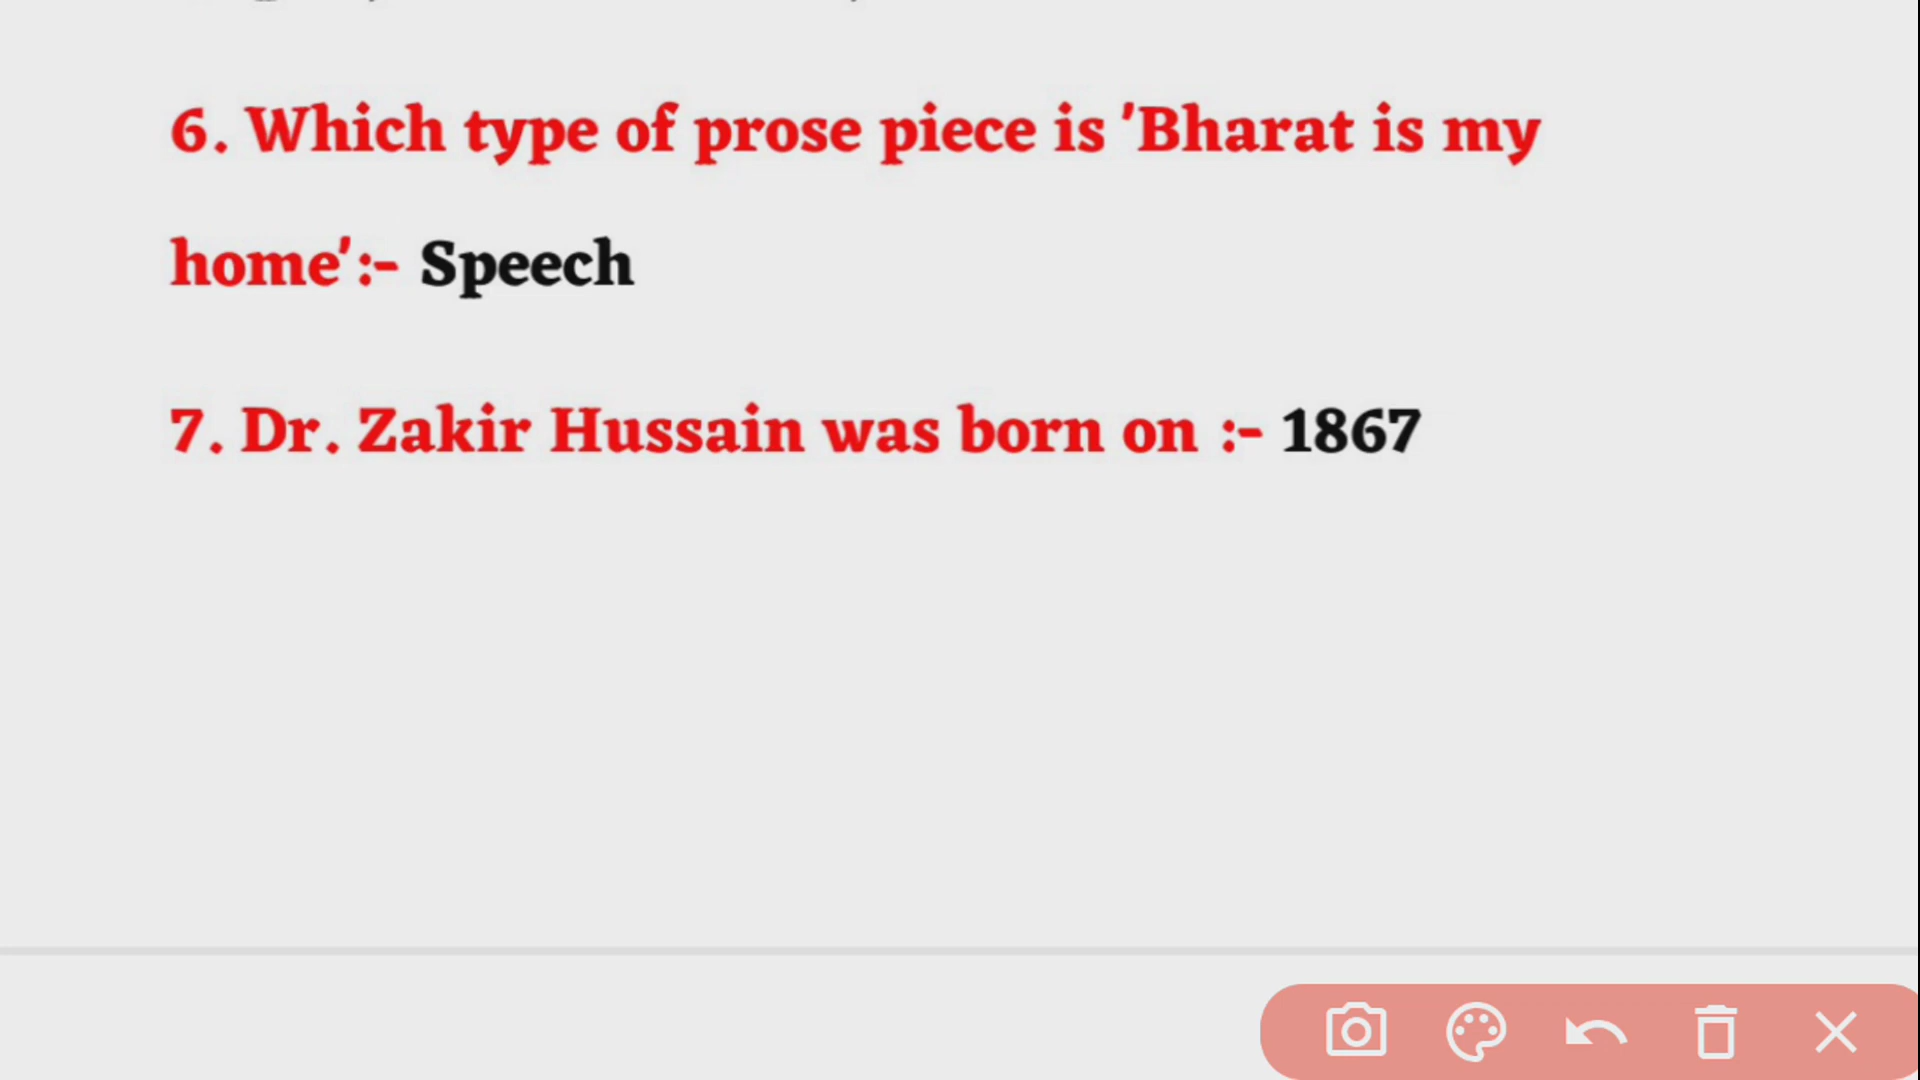 6. Which type of prose piece is 'Bharat is my
home':- Speech
7. Dr. Zakir Hussain was born on :- 1867